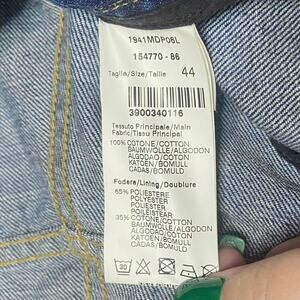 1941MDP06L
154770 - 86
Taglia/Size/Taille 44
3900340116
Tessuto Principale/Main
Fabric/Tissu Principal
100% COTONE/COTTON
BAUMWOLLE/ALGODON
ALGODAO/COTON
KATOEN/BOMULL
CADAS/BOMULD
Fodera/Lining/Doublure
65% POLIESTERE
POLYESTER
POLIESTER
POILEISTEAR
35% COTONE/COTTON
BAUMWOLLE/ALGODON
ALGODAO/COTON
KATOEN/BOMULL
CADAS/BOMULD
30